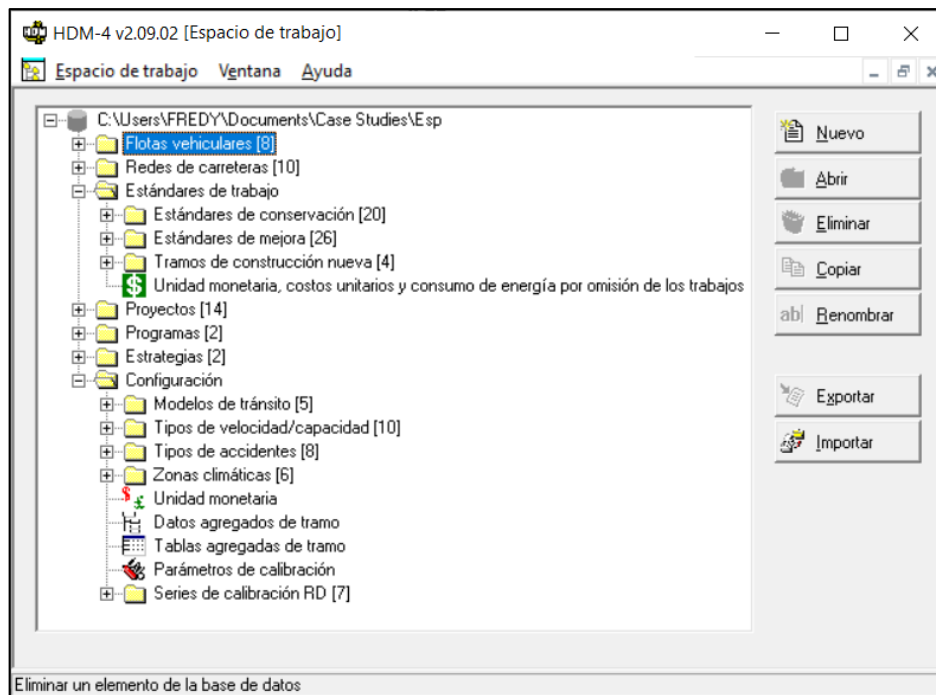 HDM-4 v2.09.02 [Espacio de trabajo]
Espacio de trabajo Ventana Ayuda
C:\Users\FREDY\Documents\Case Studies\Esp
Flotas vehiculares [8]
Redes de carreteras [10]
Estándares de trabajo
Estándares de conservación [20]
Estándares de mejora [26]
Tramos de construcción nueva [4]
Unidad monetaria, costos unitarios y consumo de energía por omisión de los trabajos
Proyectos [14]
Programas [2]
Estrategias [2]
Configuración
Modelos de tránsito [5]
Tipos de velocidad/capacidad [10]
Tipos de accidentes [8]
Zonas climáticas [6]
Unidad monetaria
Datos agregados de tramo
Tablas agregadas de tramo
Parámetros de calibración
Series de calibración RD [7]
Nuevo
Abrir
Eliminar
Copiar
ab Renombrar
Exportar
Importar
Eliminar un elemento de la base de datos